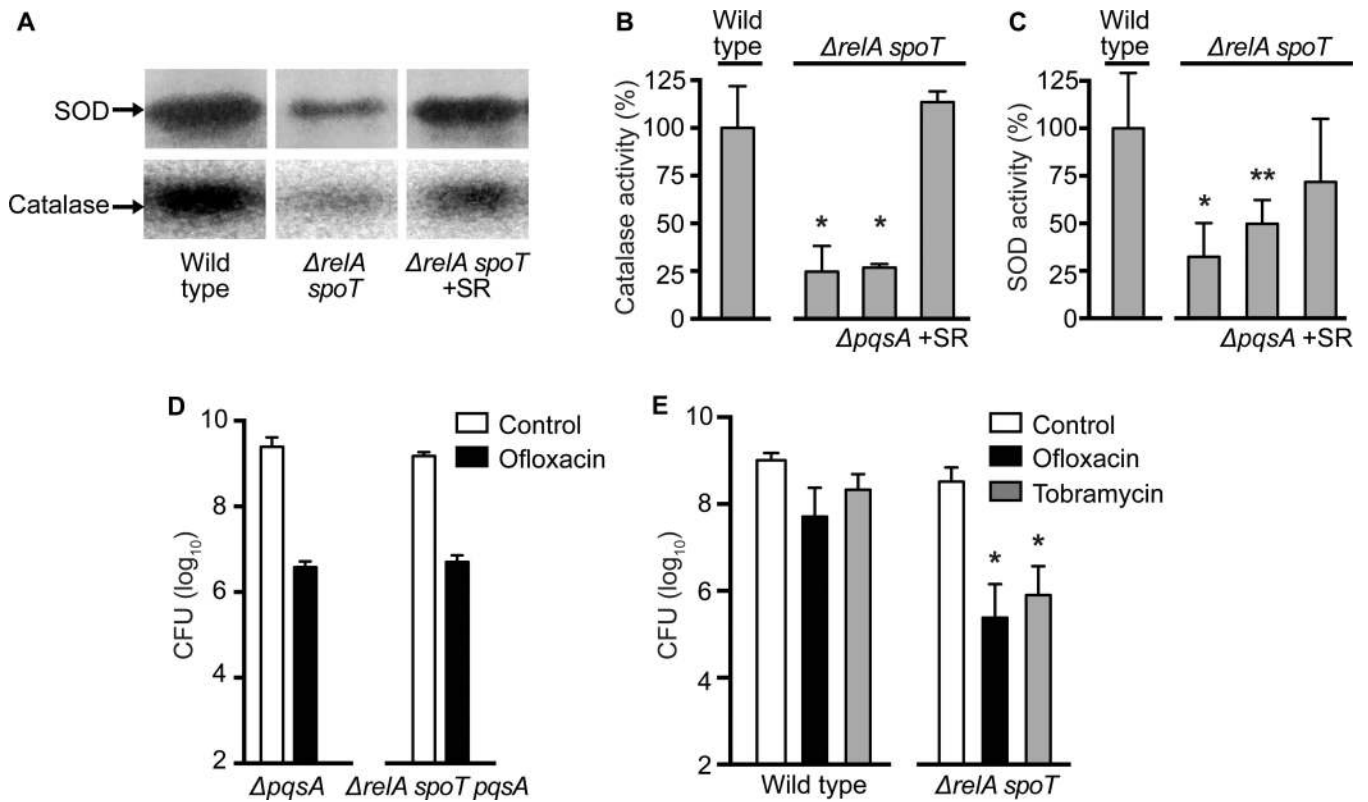 A
SOD
Catalase
Wild
type
ΔrelA
spoT
ΔrelA spoT
+SR
B
Wild
type
ΔrelA spoT
Catalase activity (%)
125
100
75
50
25
0
*
*
ΔpqsA +SR
C
Wild
type
ΔrelA spoT
SOD activity (%)
125
100
75
50
25
0
*
**
ΔpqsA +SR
D
Control
Ofloxacin
CFU (log10)
10
8
6
4
2
ΔpqsA
ΔrelA spoT pqsA
E
Control
Ofloxacin
Tobramycin
CFU (log10)
10
8
6
4
2
*
*
Wild type
ΔrelA spoT